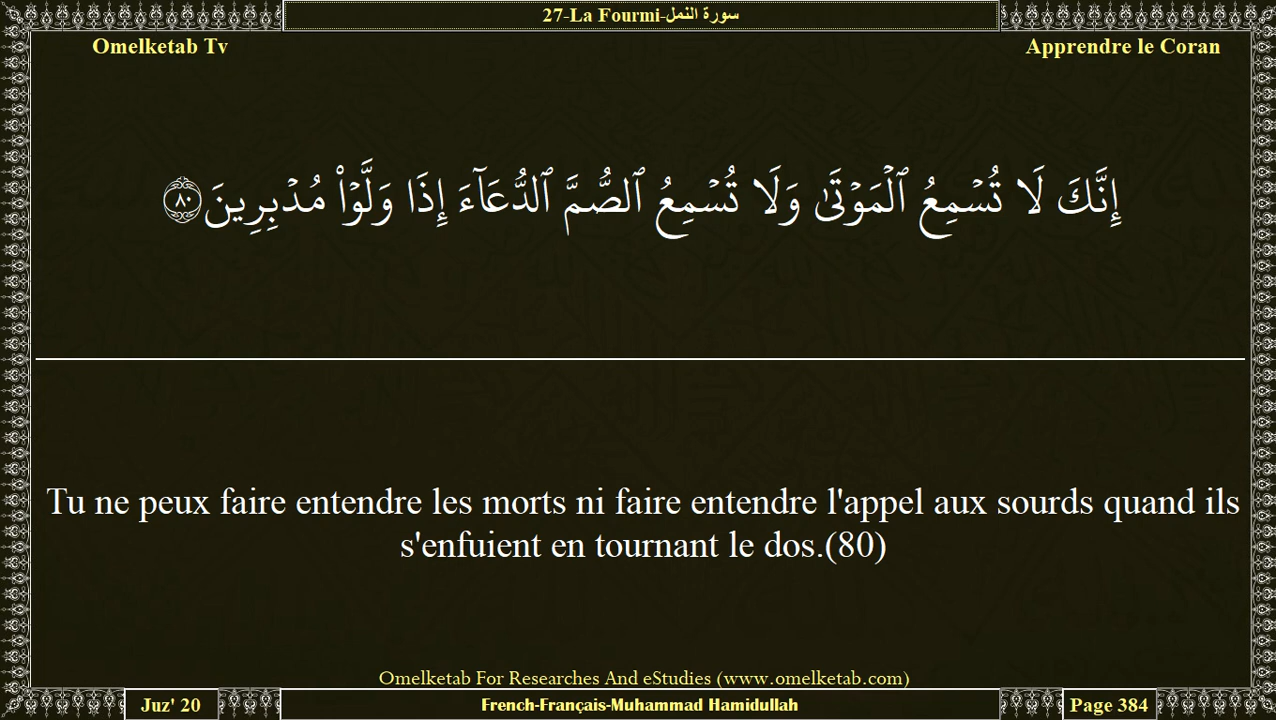 27-La Fourmi-سورة النمل
Omelketab Tv
Apprendre le Coran
إِنَّكَ لَا تُسۡمِعُ ٱلۡمَوۡتَىٰ وَلَا تُسۡمِعُ ٱلصُّمَّ ٱلدُّعَآءَ إِذَا وَلَّوۡاْ مُدۡبِرِينَ ۝٨٠
Tu ne peux faire entendre les morts ni faire entendre l'appel aux sourds quand ils
s'enfuient en tournant le dos.(80)
Omelketab For Researches And eStudies (www.omelketab.com)
Juz' 20
French-Français-Muhammad Hamidullah
Page 384